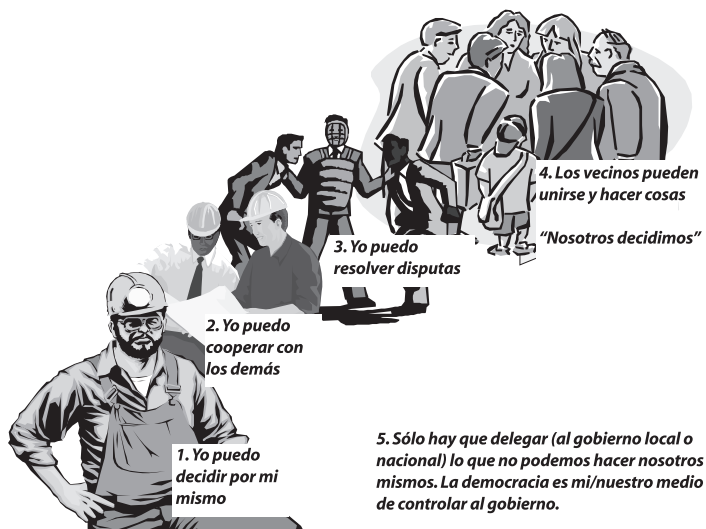 1. Yo puedo
decidir por mi
mismo
2. Yo puedo
cooperar con
los demás
3. Yo puedo
resolver disputas
4. Los vecinos pueden
unirse y hacer cosas
“Nosotros decidimos”
5. Sólo hay que delegar (al gobierno local o
nacional) lo que no podemos hacer nosotros
mismos. La democracia es mi/nuestro medio
de controlar al gobierno.